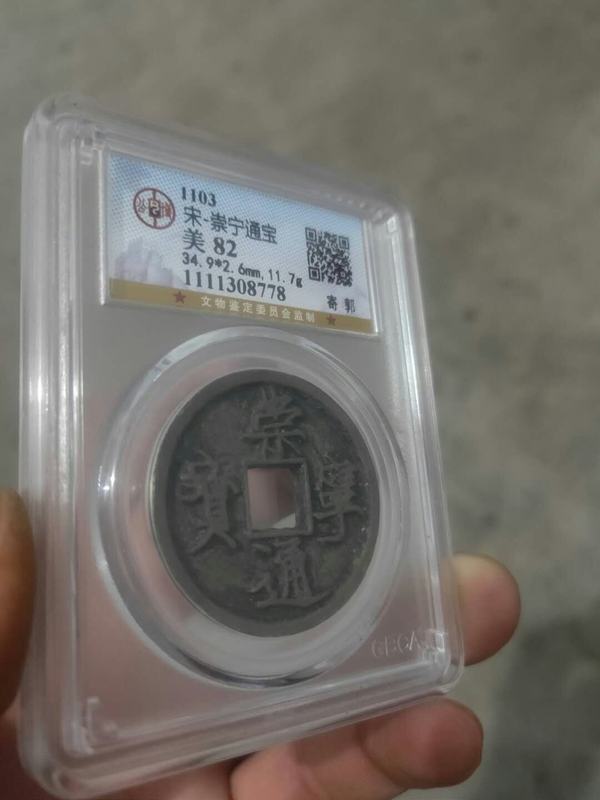 1103
宋-崇宁通宝
美 82
34.9*2.6mm,11.7g
1111308778
寄 郭
文物鉴定委员会监制
崇
寶 寧
通